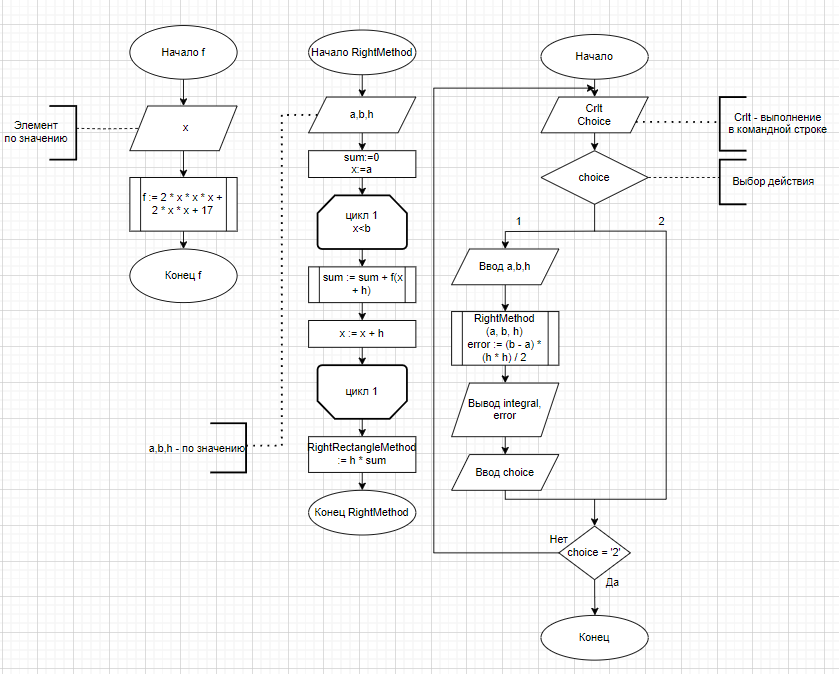 Начало f
Элемент
по значению
x
f := 2 * x * x * x +
2 * x * x + 17
Конец f
Начало RightMethod
a,b,h
sum:=0
x:=a
цикл 1
x<b
sum := sum + f(x
+ h)
x := x + h
цикл 1
a,b,h - по значению
RightRectangleMethod
:= h * sum
Конец RightMethod
Начало
Crlt
Choice
Crlt - выполнение
в командной строке
choice
Выбор действия
1
2
Ввод a,b,h
RightMethod
(a, b, h)
error := (b - a) *
(h * h) / 2
Вывод integral,
error
Ввод choice
Нет
choice = '2'
Да
Конец